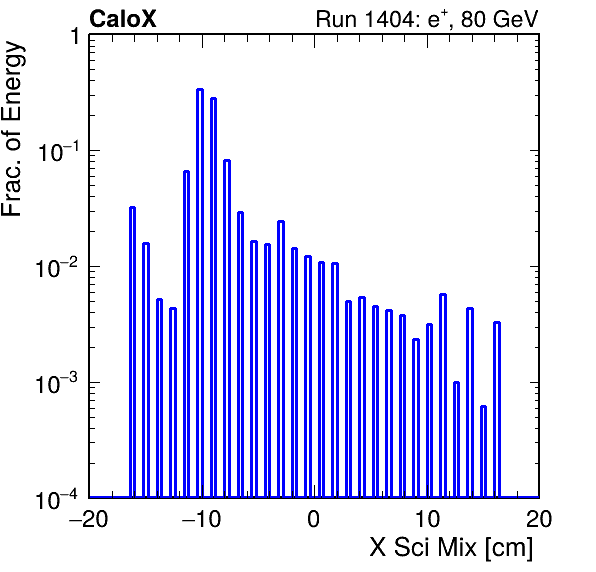 CaloX
Run 1404: e⁺, 80 GeV
Frac. of Energy
1
10⁻¹
10⁻²
10⁻³
10⁻⁴
−20
−10
0
10
20
X Sci Mix [cm]